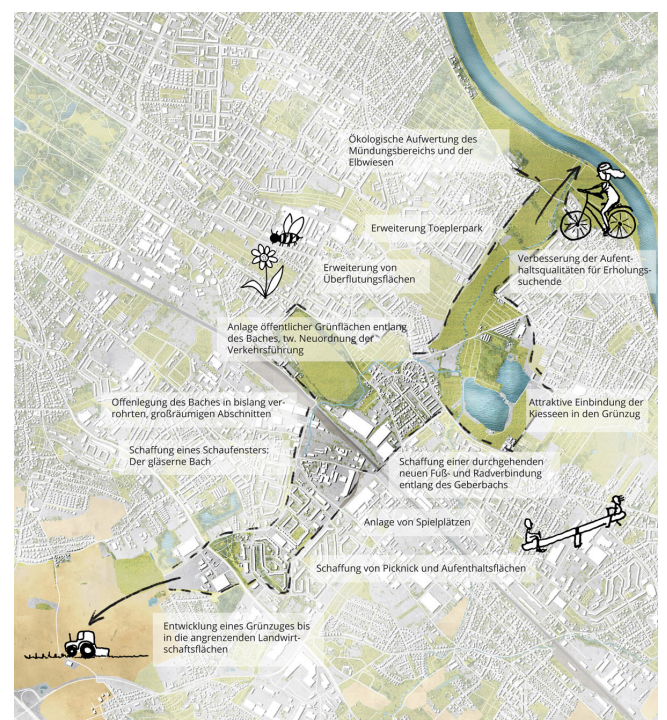 Ökologische Aufwertung des
Mündungsbereichs und der
Elbwiesen
Erweiterung Toeplerpark
Verbesserung der Aufent-
haltsqualitäten für Erholungs-
suchende
Erweiterung von
Überflutungsflächen
Anlage öffentlicher Grünflächen entlang
des Baches, tw. Neuordnung der
Verkehrsführung
Offenlegung des Baches in bislang ver-
rohrten, großräumigen Abschnitten
Attraktive Einbindung der
Kiesseen in den Grünzug
Schaffung eines Schaufensters:
Der gläserne Bach
Schaffung einer durchgehenden
neuen Fuß- und Radverbindung
entlang des Geberbachs
Anlage von Spielplätzen
Schaffung von Picknick und Aufenthaltsflächen
Entwicklung eines Grünzuges bis
in die angrenzenden Landwirt-
schaftsflächen